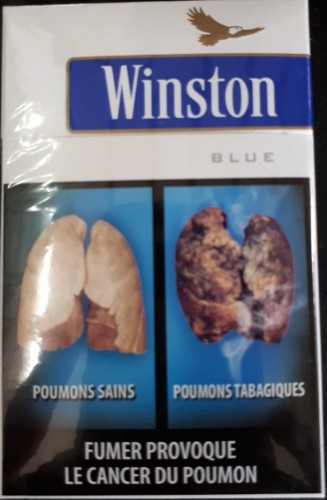 Winston
BLUE
POUMONS SAINS
POUMONS TABAGIQUES
FUMER PROVOQUE
LE CANCER DU POUMON